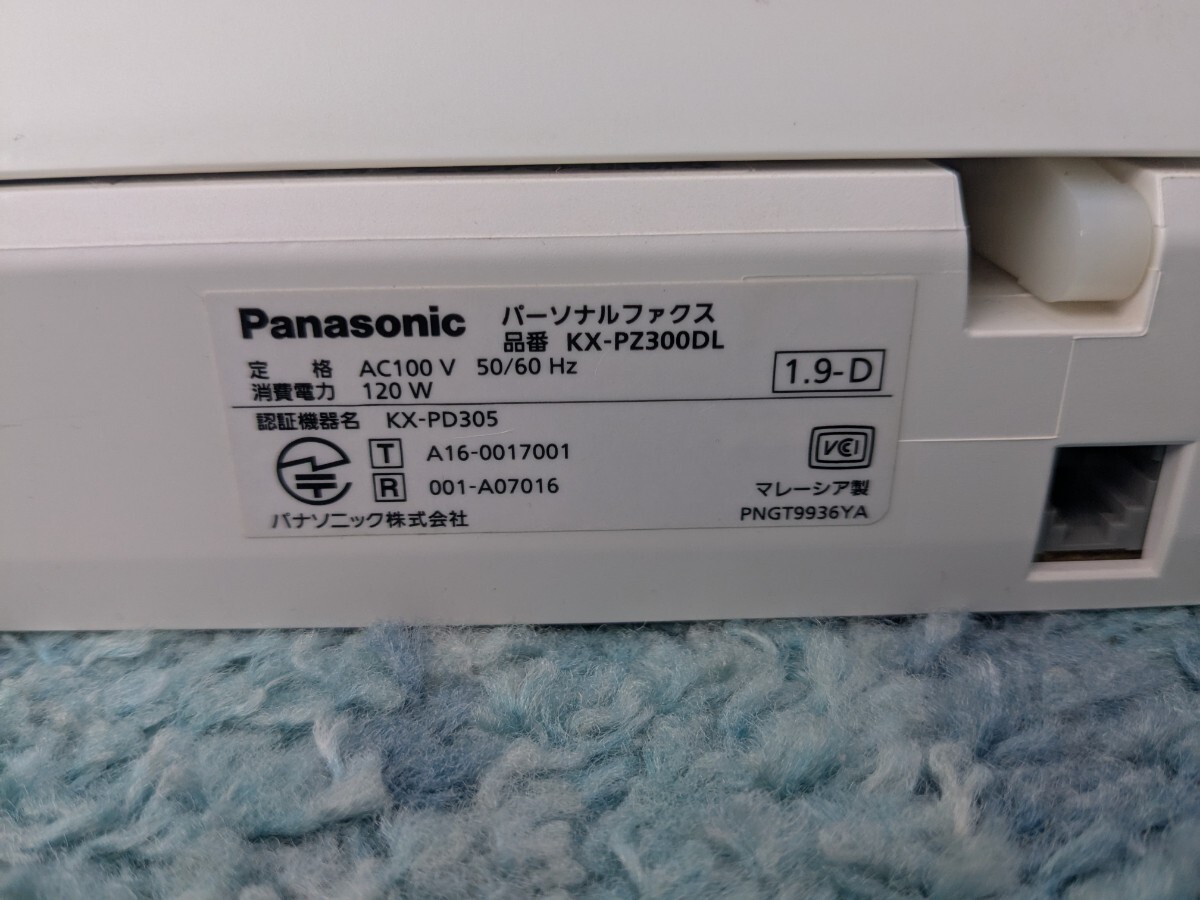 Panasonic パーソナルファクス
品番 KX-PZ300DL
定 格 AC100 V 50/60 Hz
消費電力 120 W
1.9-D
認証機器名 KX-PD305
T A16-0017001
R 001-A07016
VCI
パナソニック株式会社
マレーシア製
PNGT9936YA